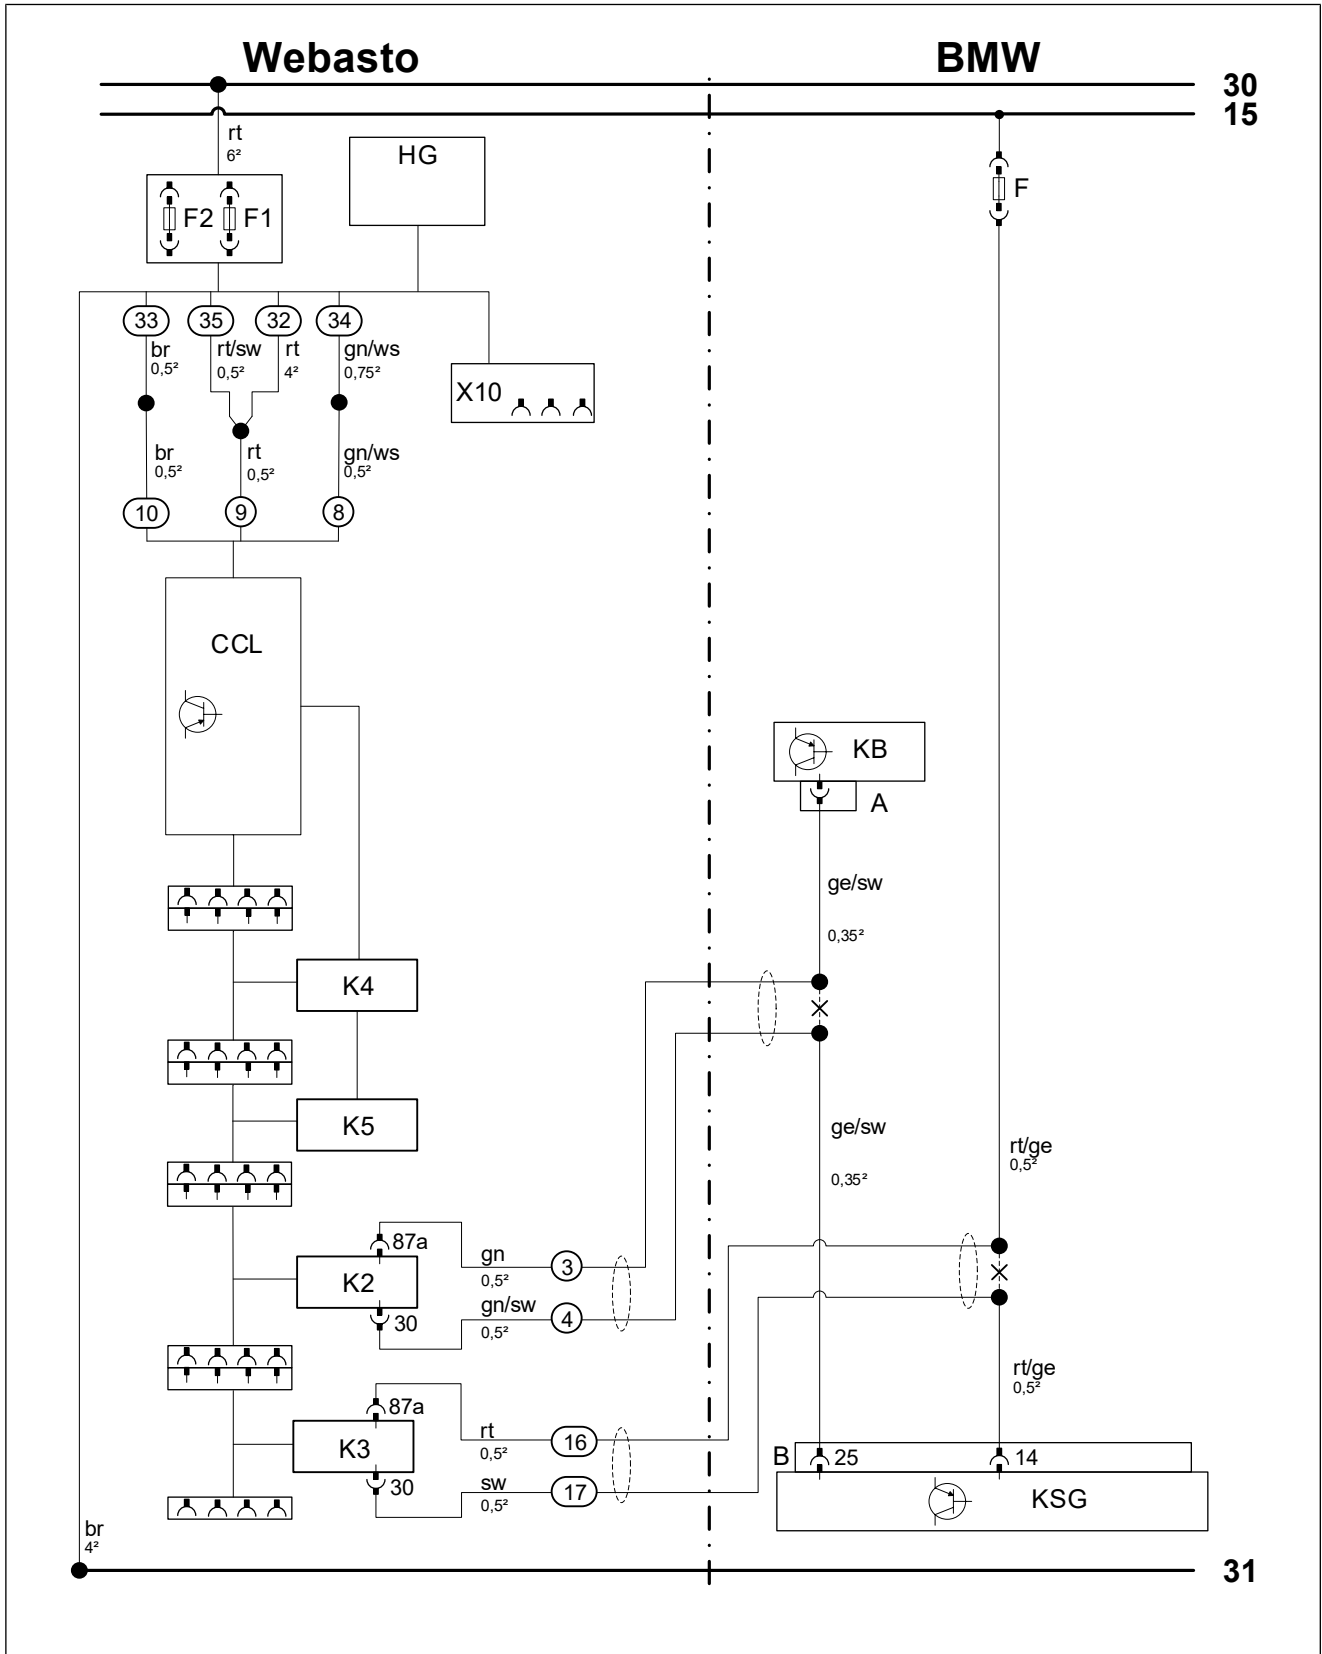 Webasto
BMW
30
15
rt
6²
HG
F2
F1
F
33
35
32
34
br
0,5²
rt/sw
0,5²
rt
4²
gn/ws
0,75²
X10
br
0,5²
rt
0,5²
gn/ws
0,5²
10
9
8
CCL
KB
A
ge/sw
0,35²
K4
K5
ge/sw
0,35²
rt/ge
0,5²
87a
K2
30
gn
0,5²
3
gn/sw
0,5²
4
rt/ge
0,5²
87a
K3
30
rt
0,5²
16
sw
0,5²
17
B
25
14
KSG
br
4²
31